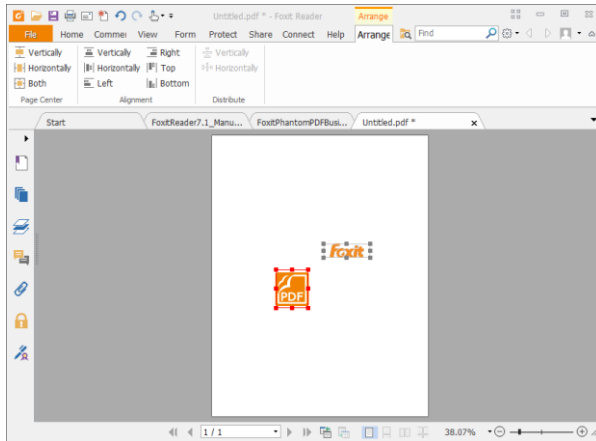 Untitled.pdf * - Foxit Reader
Arrange
File Home Commei View Form Protect Share Connect Help Arrange Find
Vertically Vertically Right Vertically
Horizontally Horizontally Top Horizontally
Both Left Bottom
Page Center Alignment Distribute
Start FoxitReader7.1_Manu... FoxitPhantomPDFBusi... Untitled.pdf * x
Foxit
PDF
1 / 1 38.07%